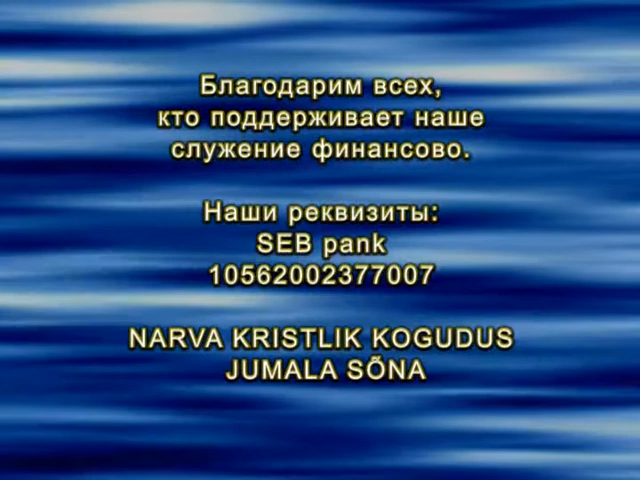 Благодарим всех,
кто поддерживает наше
служение финансово.
Наши реквизиты:
SEB pank
10562002377007
NARVA KRISTLIK KOGUDUS
JUMALA SÕNA